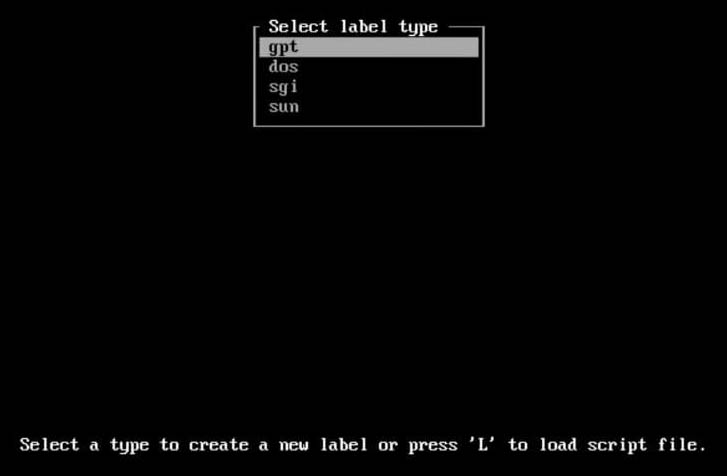 Select label type
gpt
dos
sgi
sun
Select a type to create a new label or press 'L' to load script file.